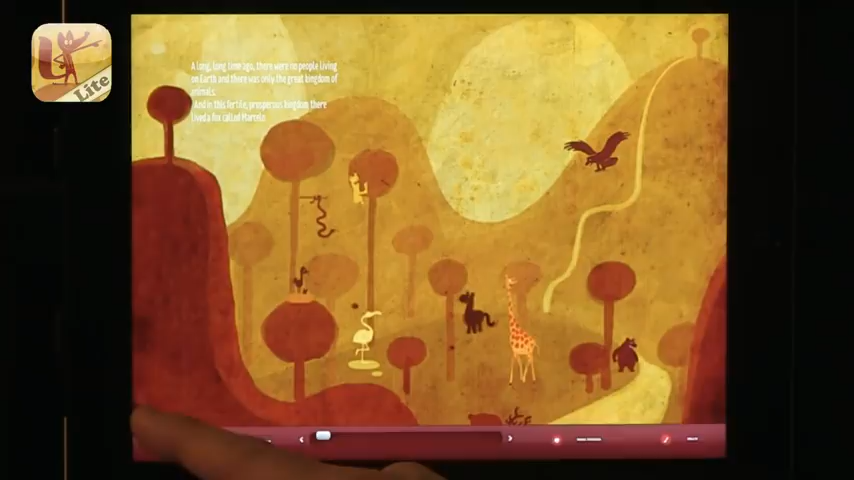 A long, long time ago, there were no people living
on Earth and there was only the great kingdom of
animals.
And in this fertile, prosperous kingdom there
lived a fox called Marcelo
Lite